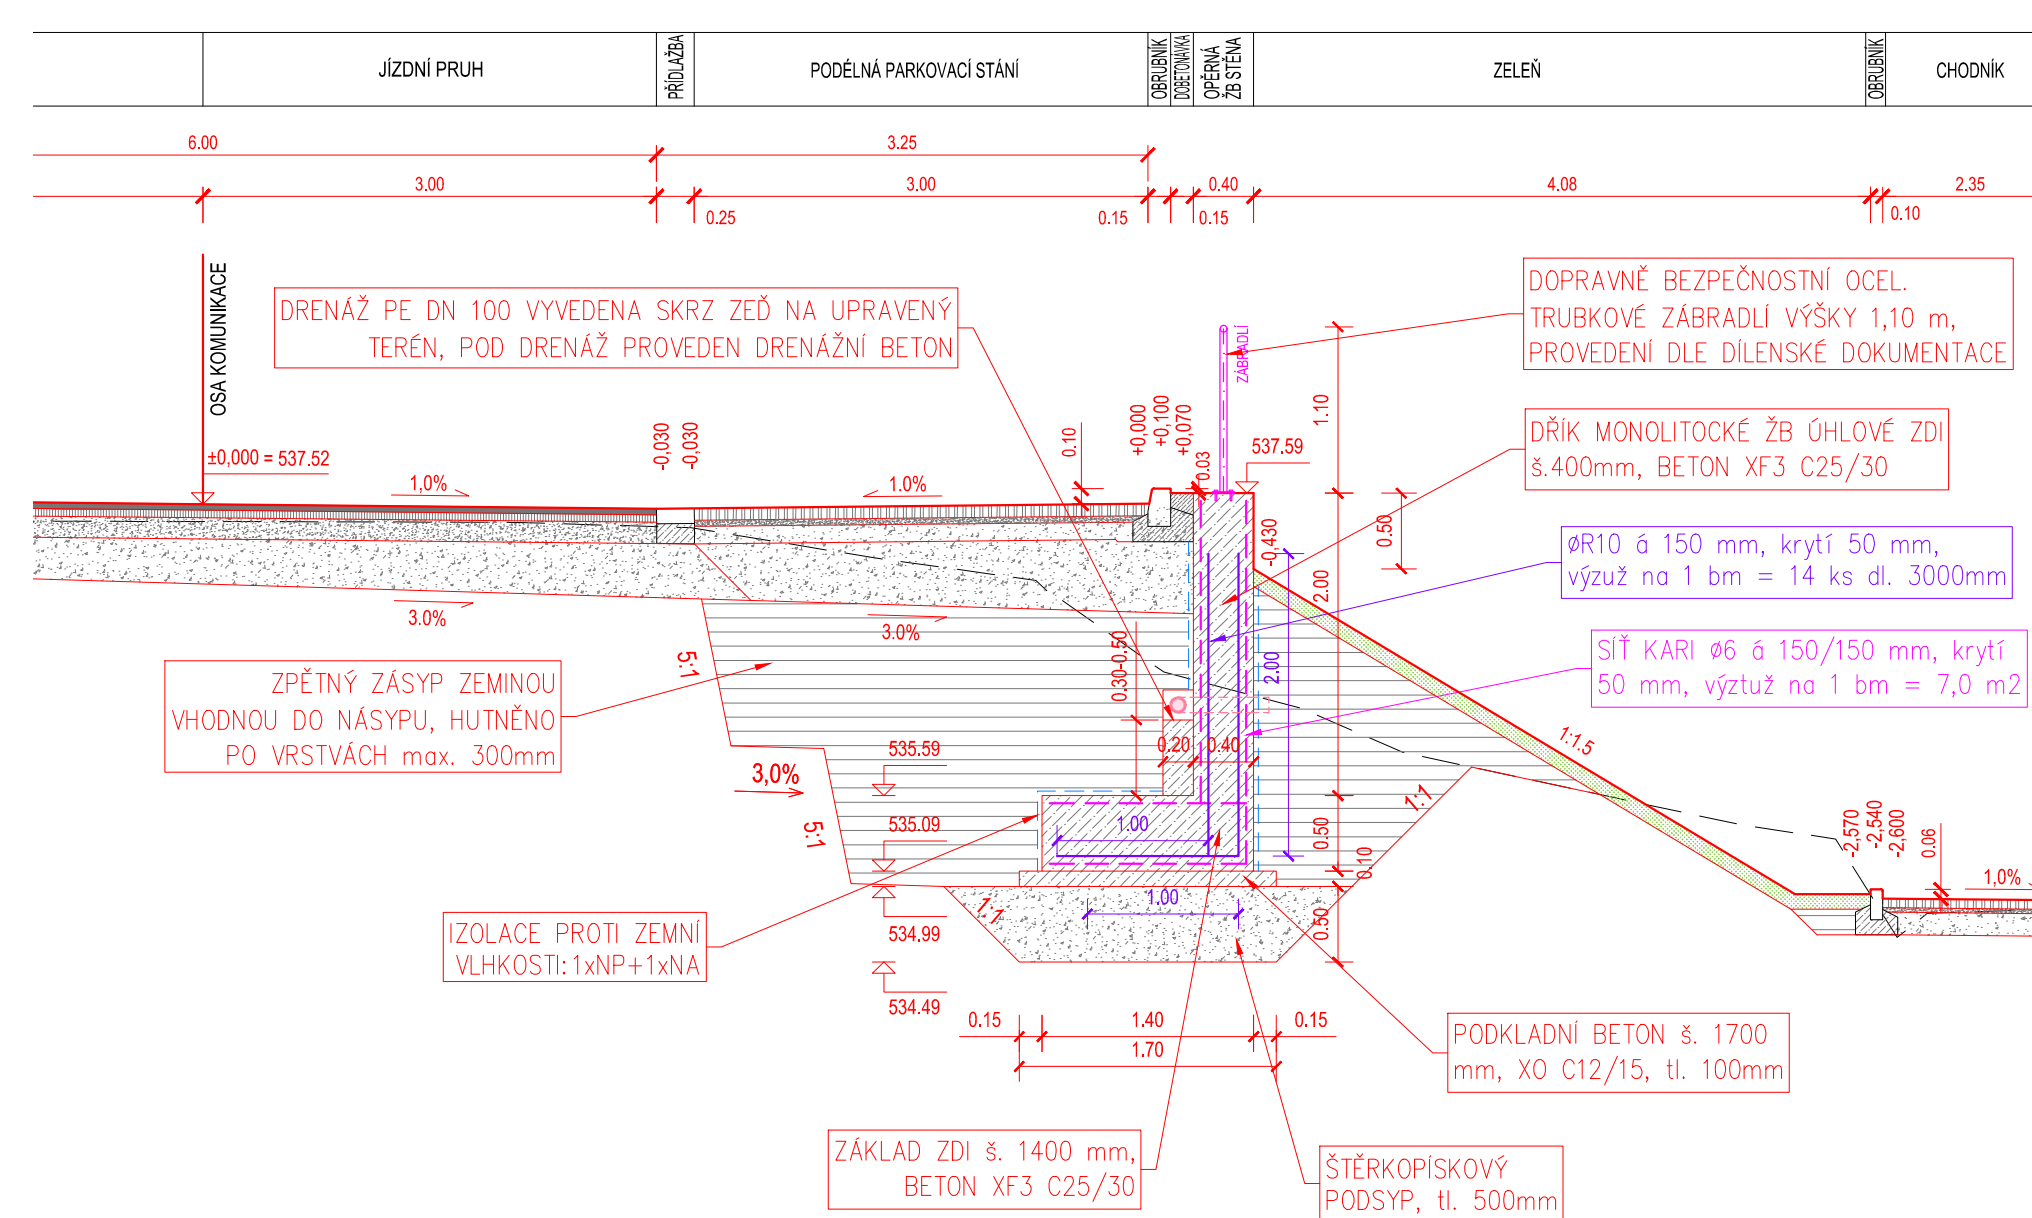 JÍZDNÍ PRUH
PŘÍDLAŽBA
PODÉLNÁ PARKOVACÍ STÁNÍ
OBRUBNÍK
DOBETONÁVKA
OPĚRNÁ
ŽB STĚNA
ZELEŇ
OBRUBNÍK
CHODNÍK
6.00
3.25
3.00
3.00
0.40
4.08
2.35
0.25
0.15
0.15
0.10
OSA KOMUNIKACE
DRENÁŽ PE DN 100 VYVEDENA SKRZ ZEĎ NA UPRAVENÝ
TERÉN, POD DRENÁŽ PROVEDEN DRENÁŽNÍ BETON
ZÁBRADLÍ
DOPRAVNĚ BEZPEČNOSTNÍ OCEL.
TRUBKOVÉ ZÁBRADLÍ VÝŠKY 1,10 m,
PROVEDENÍ DLE DÍLENSKÉ DOKUMENTACE
1.10
DŘÍK MONOLITOCKÉ ŽB ÚHLOVÉ ZDI
š.400mm, BETON XF3 C25/30
±0,000 = 537.52
-0,030
-0,030
0.10
+0,000
+0,100
+0,070
0.03
537.59
1,0%
1.0%
-0,430
0.50
2.00
øR10 á 150 mm, krytí 50 mm,
výzuž na 1 bm = 14 ks dl. 3000mm
3.0%
3.0%
SÍŤ KARI ø6 á 150/150 mm, krytí
50 mm, výztuž na 1 bm = 7,0 m2
ZPĚTNÝ ZÁSYP ZEMINOU
VHODNOU DO NÁSYPU, HUTNĚNO
PO VRSTVÁCH max. 300mm
5:1
0.30-0.50
2.00
0.20
0.40
1:1.5
535.59
3,0%
1:1
5:1
535.09
1.00
0.50
0.10
-2,570
-2,540
-2,600
0.06
1,0%
1:1
1.00
0.50
IZOLACE PROTI ZEMNÍ
VLHKOSTI: 1xNP+1xNA
534.99
534.49
0.15
1.40
0.15
1.70
PODKLADNÍ BETON š. 1700
mm, XO C12/15, tl. 100mm
ZÁKLAD ZDI š. 1400 mm,
BETON XF3 C25/30
ŠTĚRKOPÍSKOVÝ
PODSYP, tl. 500mm